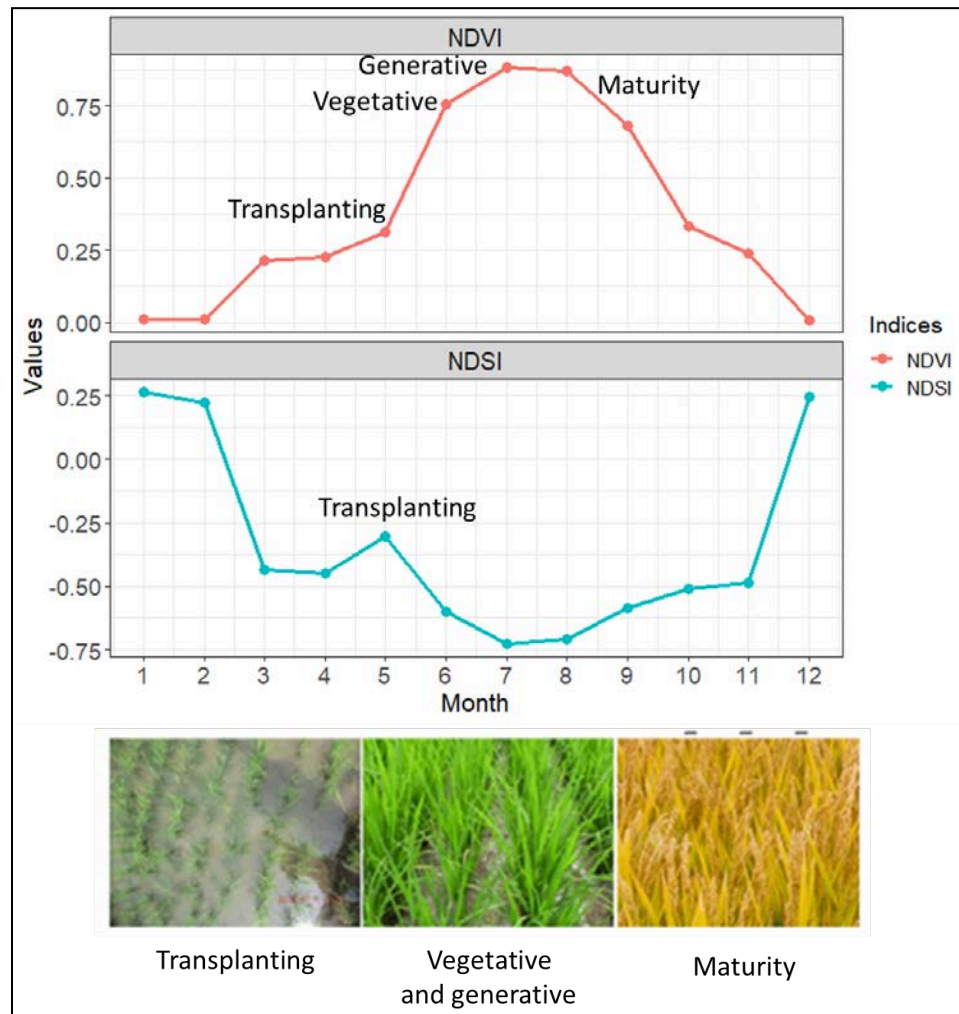 NDVI
Generative
Vegetative
Maturity
Transplanting
0.75
0.50
0.25
0.00
Values
NDSI
Transplanting
0.25
0.00
-0.25
-0.50
-0.75
1 2 3 4 5 6 7 8 9 10 11 12
Month
Indices
NDVI
NDSI
Transplanting
Vegetative
and generative
Maturity